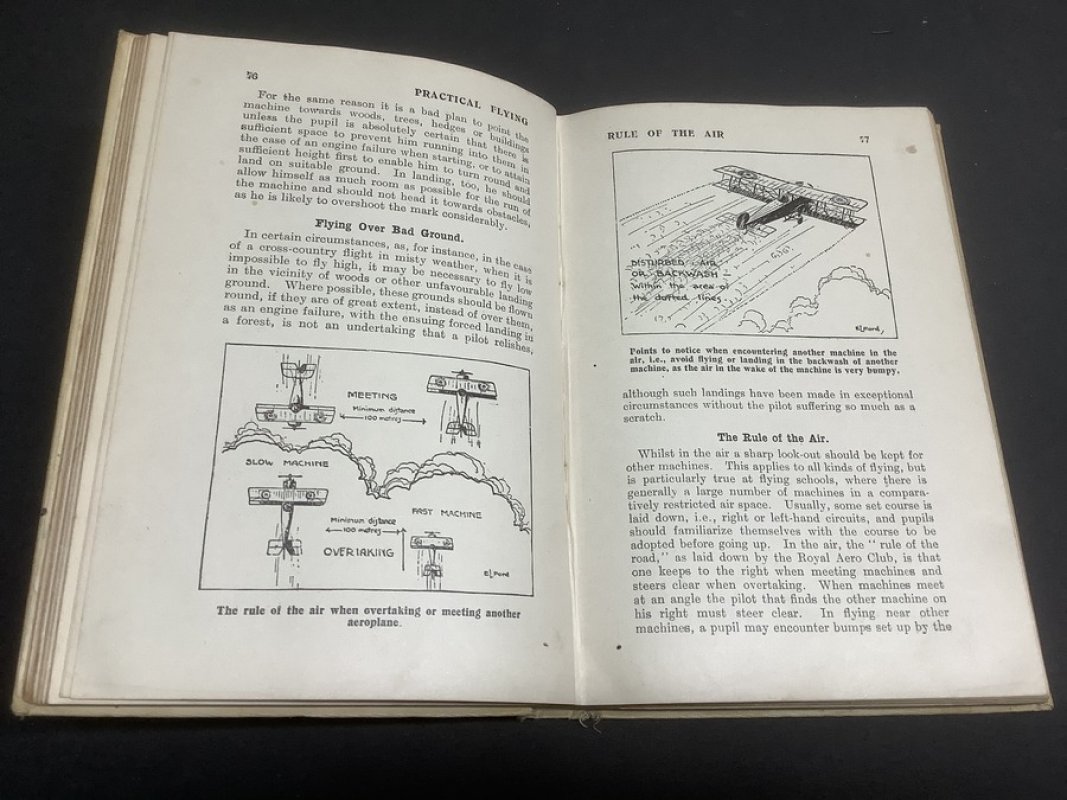 76
PRACTICAL FLYING
For the same reason it is a bad plan to point the
machine towards woods, trees, hedges or buildings
unless the pupil is absolutely certain that there is
sufficient space to prevent him running into them in
the case of an engine failure when starting, or to attain
sufficient height first to enable him to turn round and
land on suitable ground. In landing, too, he should
allow himself as much room as possible for the run of
the machine and should not head it towards obstacles,
as he is likely to overshoot the mark considerably.
Flying Over Bad Ground.
In certain circumstances, as, for instance, in the case
of a cross-country flight in misty weather, when it is
impossible to fly high, it may be necessary to fly low
in the vicinity of woods or other unfavourable landing
ground. Where possible, these grounds should be flown
round, if they are of great extent, instead of over them,
as an engine failure, with the ensuing forced landing in
a forest, is not an undertaking that a pilot relishes,
MEETING
Minimum distance
100 metres
SLOW MACHINE
FAST MACHINE
Minimum distance
100 metres
OVERTAKING
The rule of the air when overtaking or meeting another
aeroplane.
RULE OF THE AIR
77
DISTURBED AIR
OR BACKWASH
within the area of
the dotted lines.
Points to notice when encountering another machine in the
air, i.e., avoid flying or landing in the backwash of another
machine, as the air in the wake of the machine is very bumpy.
although such landings have been made in exceptional
circumstances without the pilot suffering so much as a
scratch.
The Rule of the Air.
Whilst in the air a sharp look-out should be kept for
other machines. This applies to all kinds of flying, but
is particularly true at flying schools, where there is
generally a large number of machines in a compara-
tively restricted air space. Usually, some set course is
laid down, i.e., right or left-hand circuits, and pupils
should familiarize themselves with the course to be
adopted before going up. In the air, the " rule of the
road, " as laid down by the Royal Aero Club, is that
one keeps to the right when meeting machines and
steers clear when overtaking. When machines meet
at an angle the pilot that finds the other machine on
his right must steer clear. In flying near other
machines, a pupil may encounter bumps set up by the